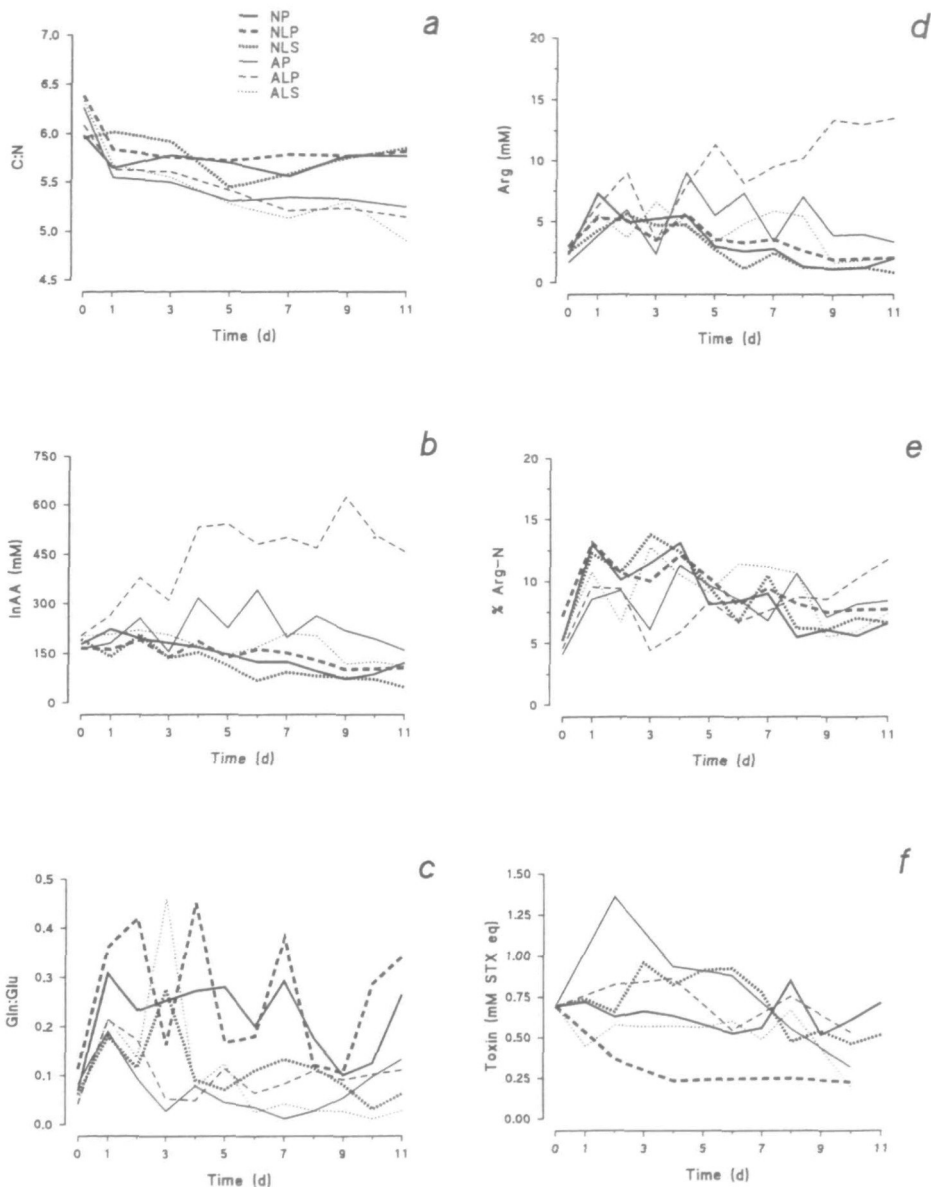 a
NP
NLP
NLS
AP
ALP
ALS
7.0
6.5
6.0
5.5
5.0
4.5
C:N
0 1 3 5 7 9 11
Time (d)
d
20
15
10
5
0
Arg (mM)
0 1 3 5 7 9 11
Time (d)
b
750
600
450
300
150
0
InAA (mM)
0 1 3 5 7 9 11
Time (d)
e
20
15
10
5
0
% Arg-N
0 1 3 5 7 9 11
Time (d)
c
0.5
0.4
0.3
0.2
0.1
0.0
Gln:Glu
0 1 3 5 7 9 11
Time (d)
f
1.50
1.25
1.00
0.75
0.50
0.25
0.00
Toxin (mM STX eq)
0 1 3 5 7 9 11
Time (d)